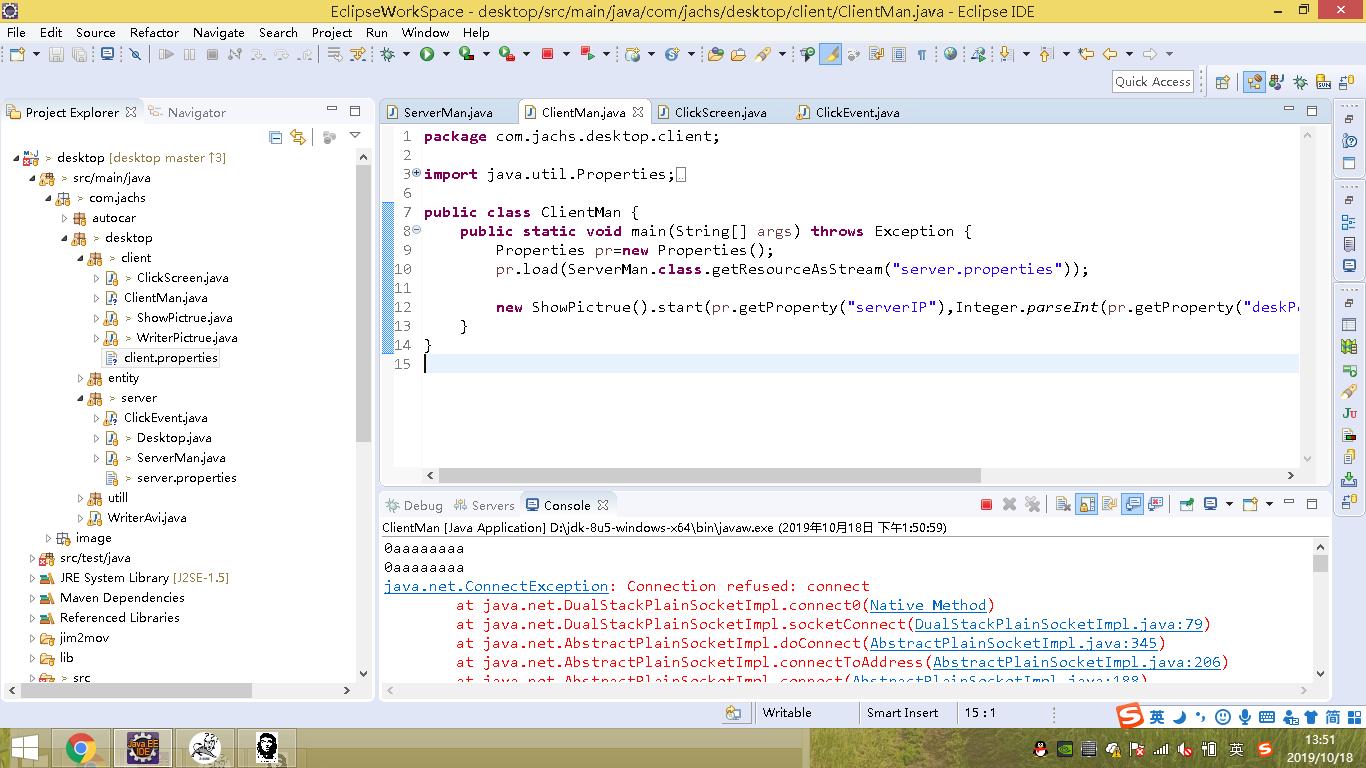 EclipseWorkSpace - desktop/src/main/java/com/jachs/desktop/client/ClientMan.java - Eclipse IDE
File Edit Source Refactor Navigate Search Project Run Window Help
Quick Access
Project Explorer Navigator
> desktop [desktop master ↑3]
> src/main/java
> com.jachs
autocar
> desktop
> client
> ClickScreen.java
ClientMan.java
> ShowPictrue.java
> WriterPictrue.java
client.properties
entity
> server
ClickEvent.java
> Desktop.java
> ServerMan.java
> server.properties
utill
WriterAvi.java
image
src/test/java
JRE System Library [J2SE-1.5]
Maven Dependencies
Referenced Libraries
jim2mov
lib
> src
ServerMan.java ClientMan.java ClickScreen.java ClickEvent.java
1 package com.jachs.desktop.client;
2
3 import java.util.Properties;
6
7 public class ClientMan {
8 public static void main(String[] args) throws Exception {
9 Properties pr=new Properties();
10 pr.load(ServerMan.class.getResourceAsStream("server.properties"));
11
12 new ShowPictrue().start(pr.getProperty("serverIP"),Integer.parseInt(pr.getProperty("deskP
13 }
14 }
15
Debug Servers Console
ClientMan [Java Application] D:\jdk-8u5-windows-x64\bin\javaw.exe (2019年10月18日 下午1:50:59)
0aaaaaaaa
0aaaaaaaa
java.net.ConnectException: Connection refused: connect
at java.net.DualStackPlainSocketImpl.connect0(Native Method)
at java.net.DualStackPlainSocketImpl.socketConnect(DualStackPlainSocketImpl.java:79)
at java.net.AbstractPlainSocketImpl.doConnect(AbstractPlainSocketImpl.java:345)
at java.net.AbstractPlainSocketImpl.connectToAddress(AbstractPlainSocketImpl.java:206)
at java.net.AbstractPlainSocketImpl.connect(AbstractPlainSocketImpl.java:188)
Writable Smart Insert 15 : 1
英 简
Java EE
IDE
英
13:51
2019/10/18